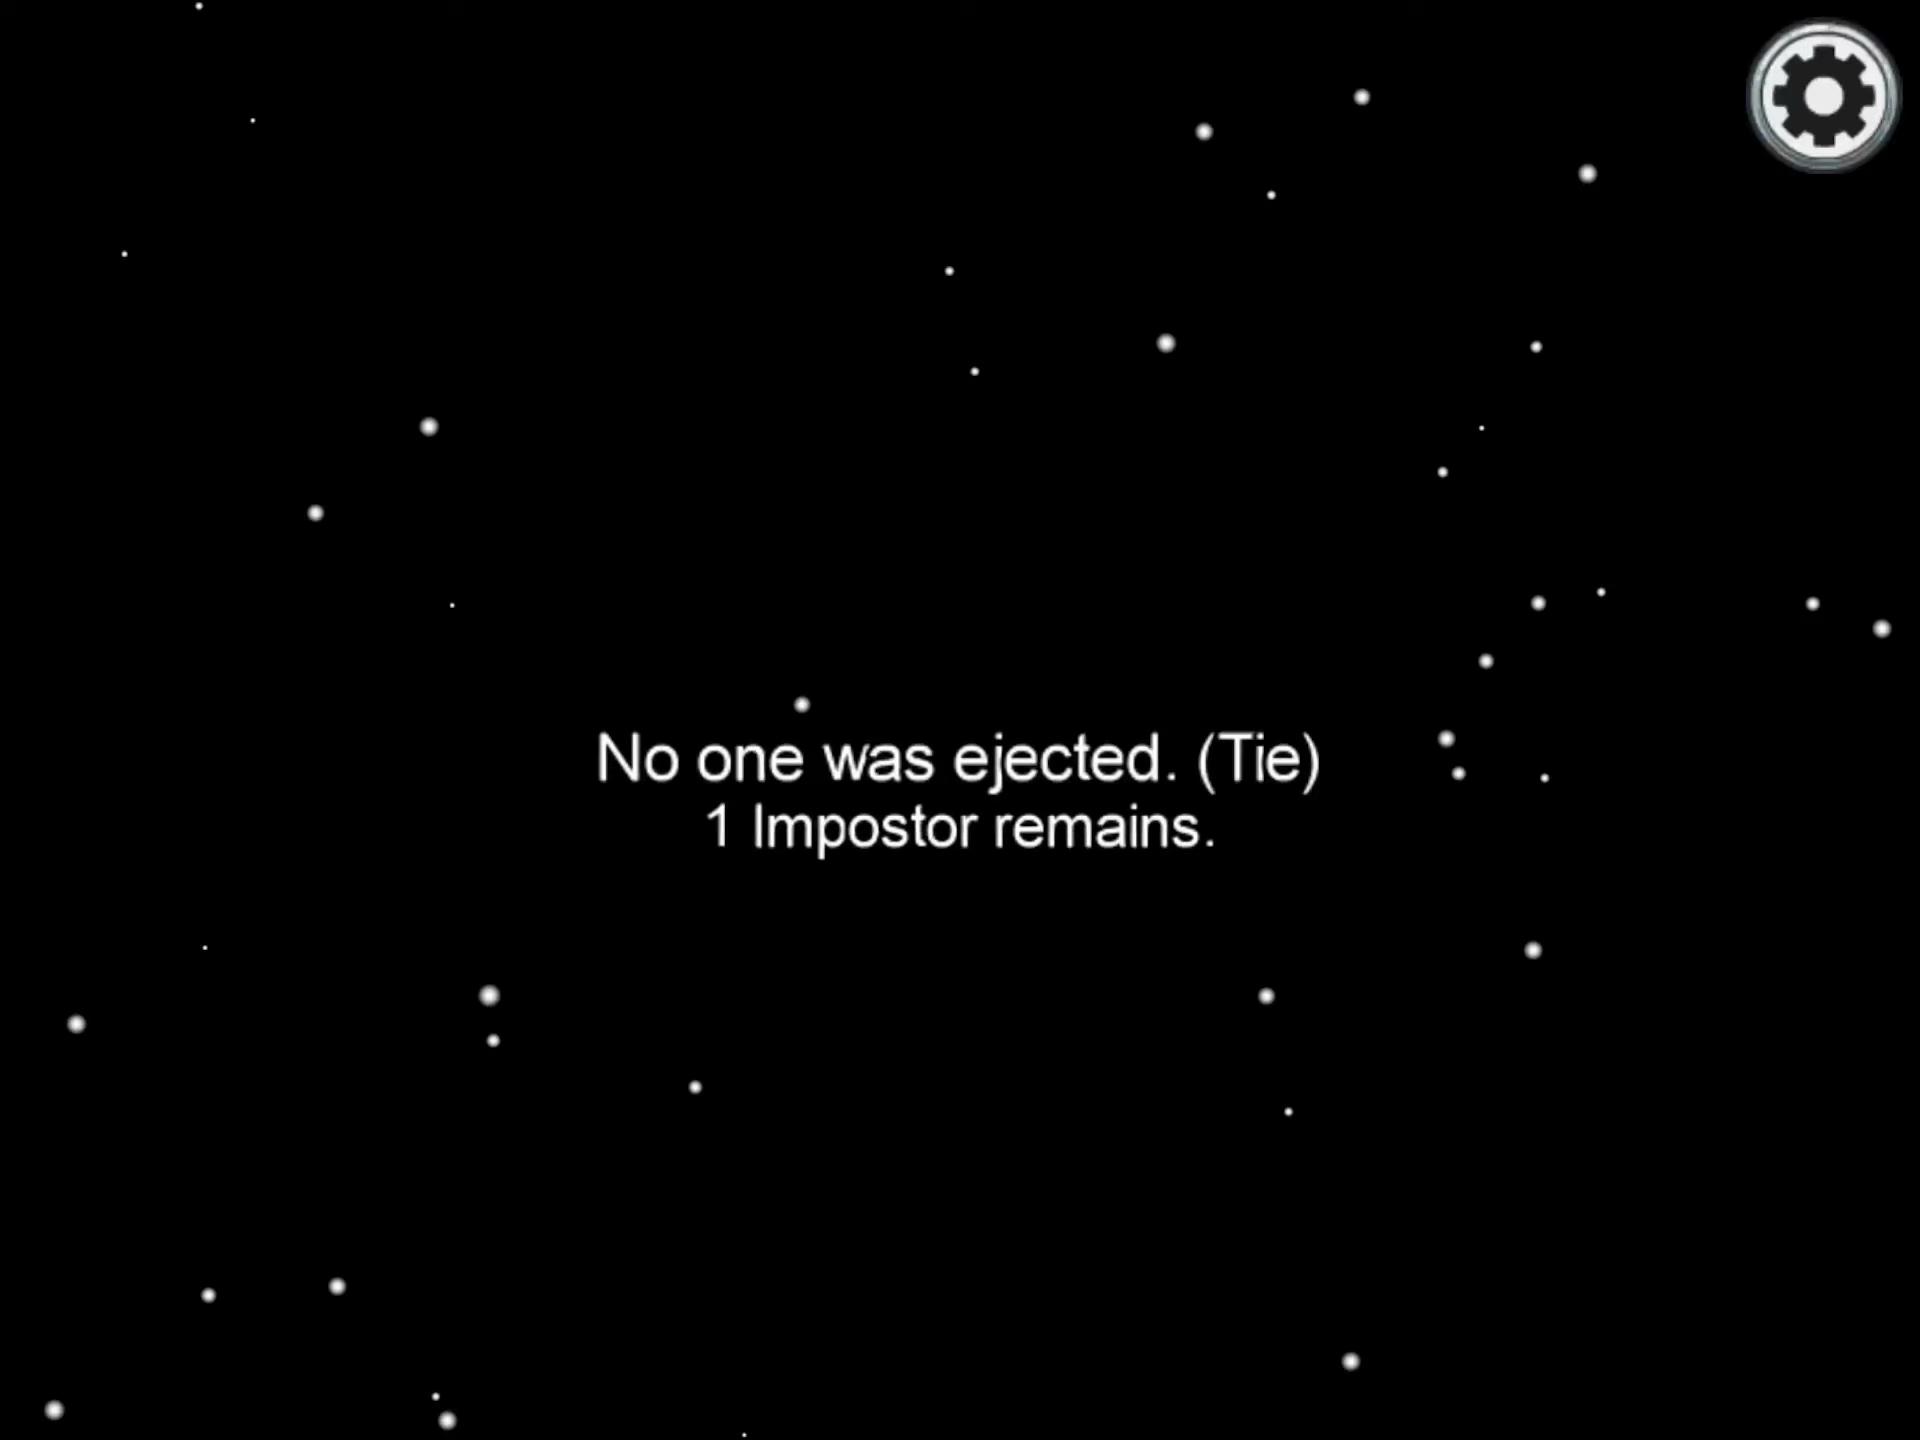 No one was ejected. (Tie)
1 Impostor remains.